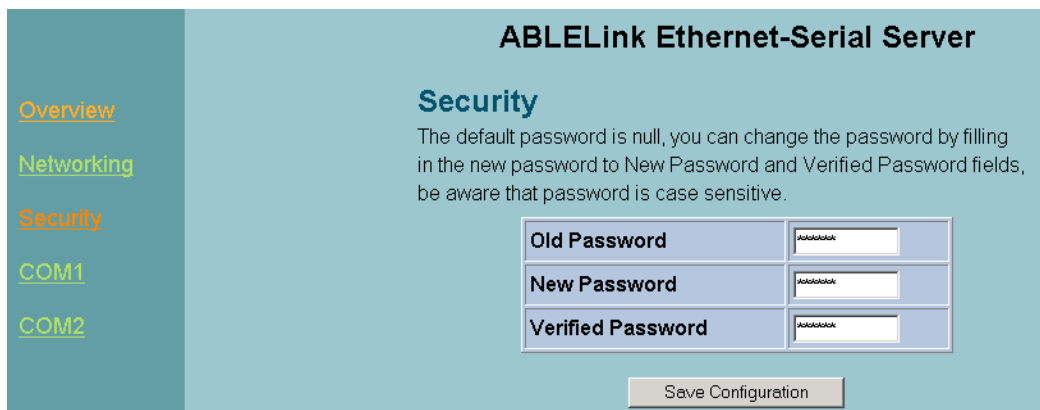 ABLELink Ethernet-Serial Server
Overview
Networking
Security
COM1
COM2
Security
The default password is null, you can change the password by filling
in the new password to New Password and Verified Password fields,
be aware that password is case sensitive.
Old Password *******
New Password *******
Verified Password *******
Save Configuration